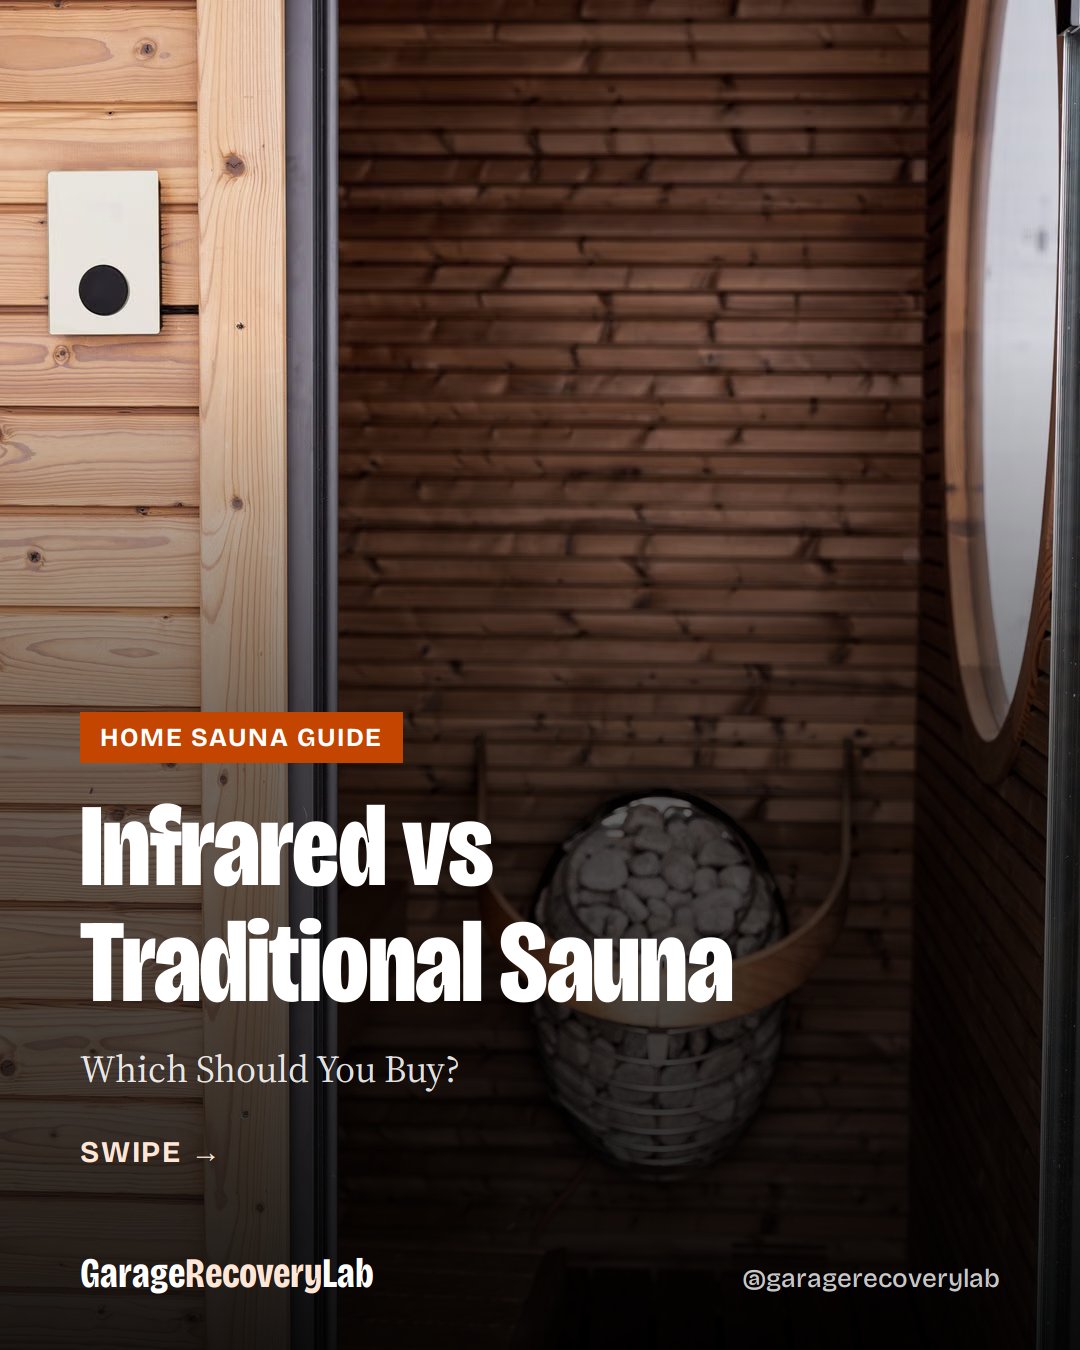 HOME SAUNA GUIDE
Infrared vs
Traditional Sauna
Which Should You Buy?
SWIPE →
GarageRecoveryLab
@garagerecoverylab